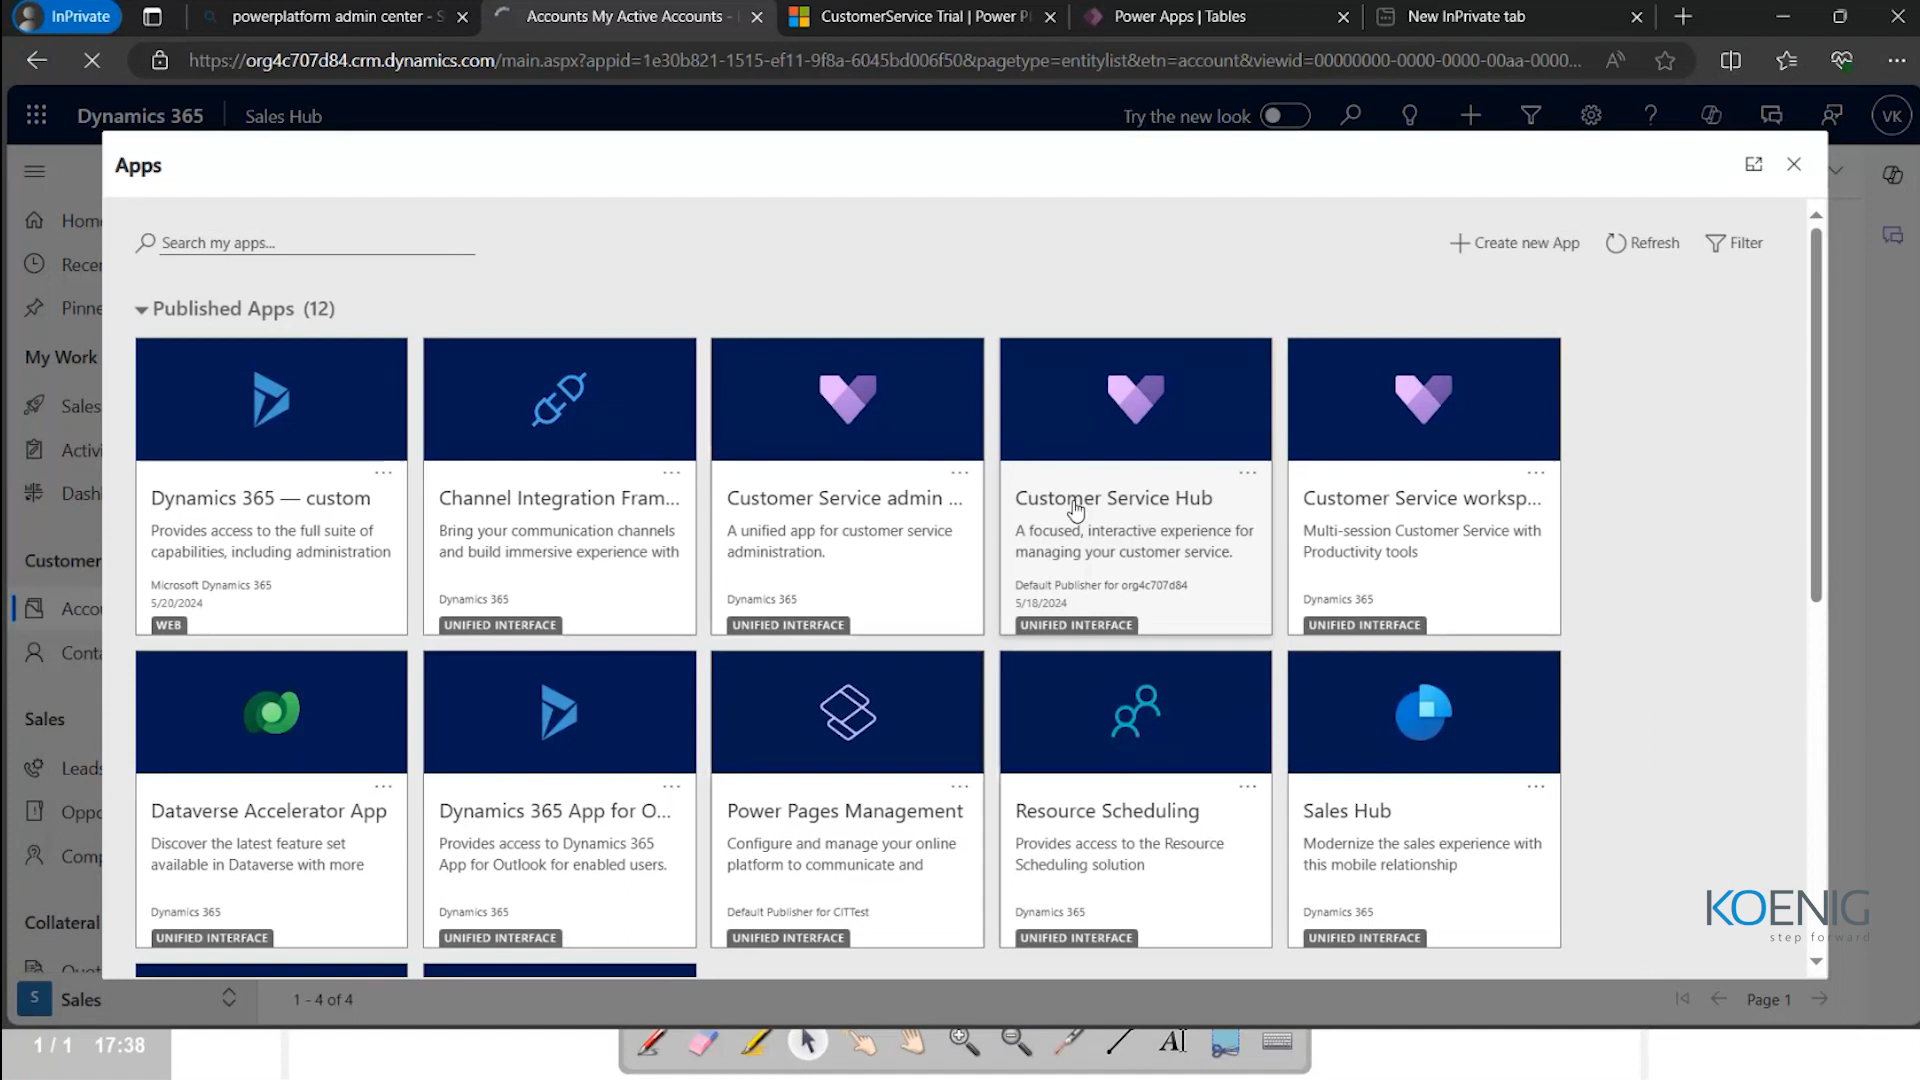 InPrivate
powerplatform admin center - S
Accounts My Active Accounts -
CustomerService Trial | Power P
Power Apps | Tables
New InPrivate tab
https://org4c707d84.crm.dynamics.com/main.aspx?appid=1e30b821-1515-ef11-9f8a-6045bd006f50&pagetype=entitylist&etn=account&viewid=00000000-0000-0000-00aa-0000...
Dynamics 365
Sales Hub
Try the new look
VK
Apps
Search my apps...
Create new App
Refresh
Filter
Published Apps (12)
Dynamics 365 — custom
Provides access to the full suite of
capabilities, including administration
Microsoft Dynamics 365
5/20/2024
WEB
Channel Integration Fram...
Bring your communication channels
and build immersive experience with
Dynamics 365
UNIFIED INTERFACE
Customer Service admin ...
A unified app for customer service
administration.
Dynamics 365
UNIFIED INTERFACE
Customer Service Hub
A focused, interactive experience for
managing your customer service.
Default Publisher for org4c707d84
5/18/2024
UNIFIED INTERFACE
Customer Service worksp...
Multi-session Customer Service with
Productivity tools
Dynamics 365
UNIFIED INTERFACE
Dataverse Accelerator App
Discover the latest feature set
available in Dataverse with more
Dynamics 365
UNIFIED INTERFACE
Dynamics 365 App for O...
Provides access to Dynamics 365
App for Outlook for enabled users.
Dynamics 365
UNIFIED INTERFACE
Power Pages Management
Configure and manage your online
platform to communicate and
Default Publisher for CITTest
UNIFIED INTERFACE
Resource Scheduling
Provides access to the Resource
Scheduling solution
Dynamics 365
UNIFIED INTERFACE
Sales Hub
Modernize the sales experience with
this mobile relationship
Dynamics 365
UNIFIED INTERFACE
Hom
Recen
Pinne
My Work
Sales
Activi
Dash
Customer
Accou
Conta
Sales
Leads
Oppo
Comp
Collateral
Quot
S
Sales
1 - 4 of 4
Page 1
KOENIG
step forward
1 / 1
17:38